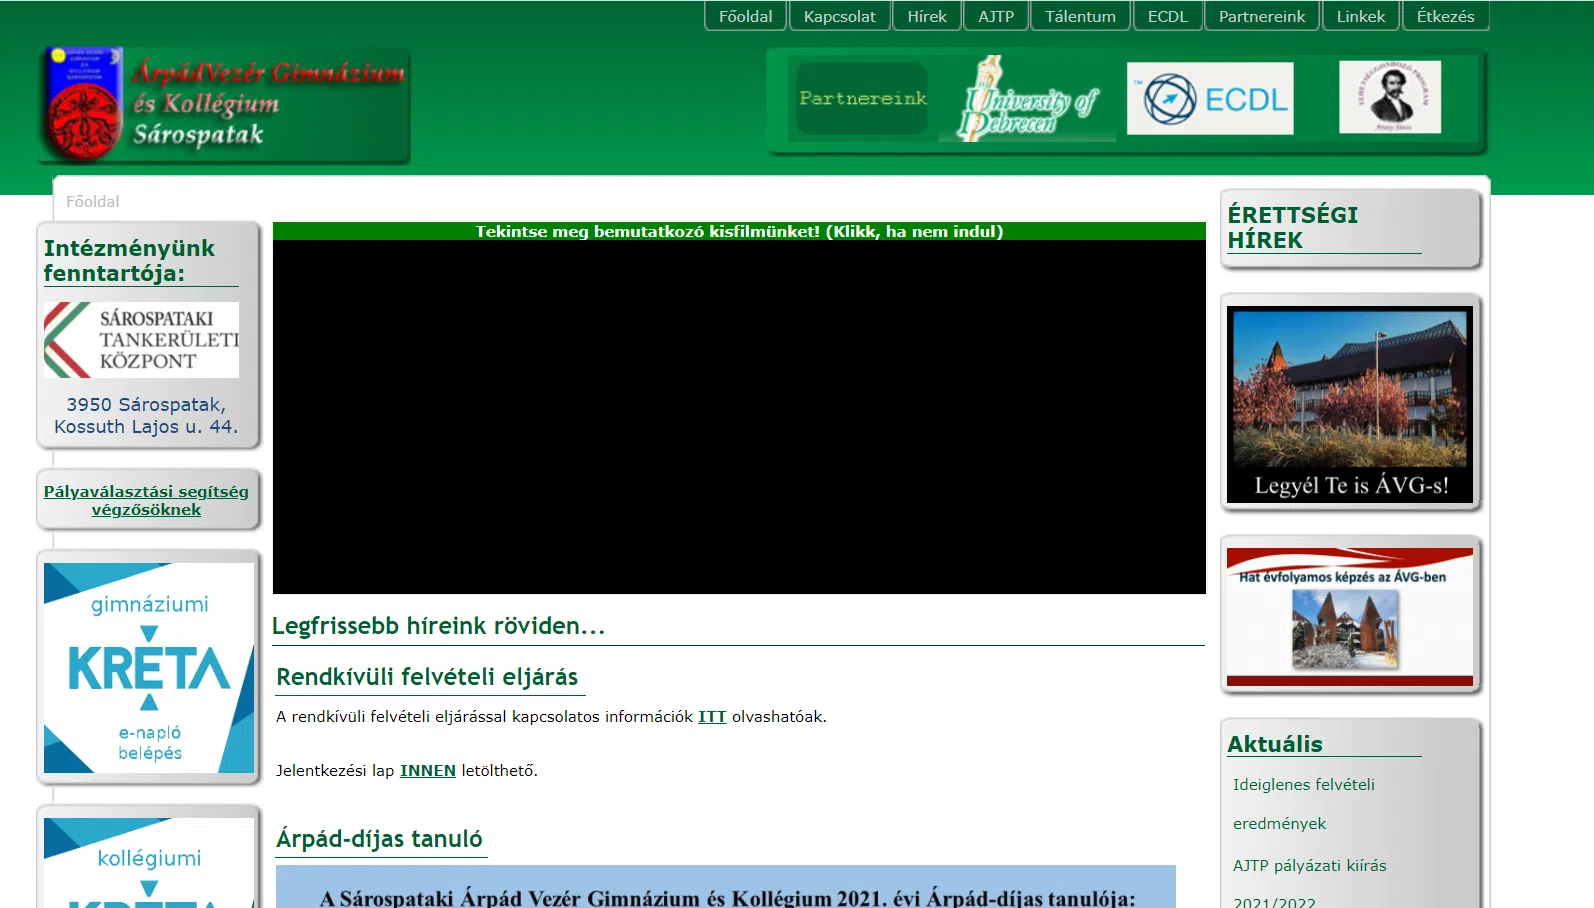 Főoldal
Kapcsolat
Hírek
AJTP
Tálentum
ECDL
Partnereink
Linkek
Étkezés
ÁrpádVezér Gimnázium
és Kollégium
Sárospatak
Partnereink
University of
Debrecen
™
ECDL
Főoldal
Intézményünk
fenntartója:
SÁROSPATAKI
TANKERÜLETI
KÖZPONT
3950 Sárospatak,
Kossuth Lajos u. 44.
Pályaválasztási segítség
végzősöknek
gimnáziumi
KRÉTA
e-napló
belépés
kollégiumi
KRÉTA
Tekintse meg bemutatkozó kisfilmünket! (Klikk, ha nem indul)
Legfrissebb híreink röviden...
Rendkívüli felvételi eljárás
A rendkívüli felvételi eljárással kapcsolatos információk ITT olvashatóak.
Jelentkezési lap INNEN letölthető.
Árpád-díjas tanuló
A Sárospataki Árpád Vezér Gimnázium és Kollégium 2021. évi Árpád-díjas tanulója:
ÉRETTSÉGI
HÍREK
Legyél Te is ÁVG-s!
Hat évfolyamos képzés az ÁVG-ben
Aktuális
Ideiglenes felvételi
eredmények
AJTP pályázati kiírás
2021/2022